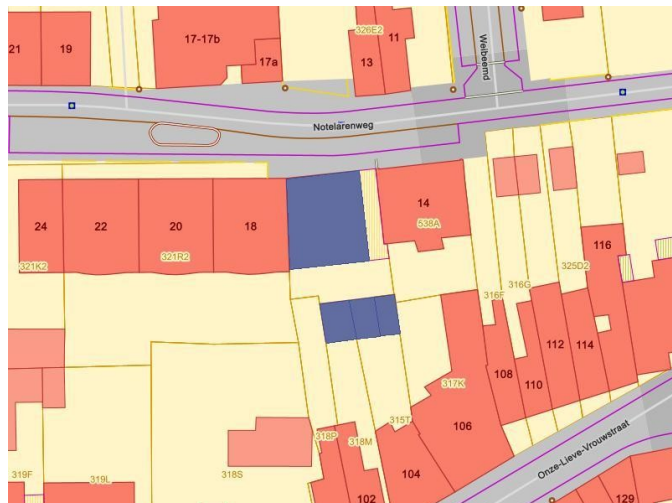 21
19
17-17b
17a
326E2
13
11
Weibeemd
Notelarenweg
24
22
20
18
14
538A
321K2
321R2
316F
316G
325D2
116
112
114
108
110
317K
106
315T
318P
318M
104
102
319F
319L
318S
Onze-Lieve-Vrouwstraat
129